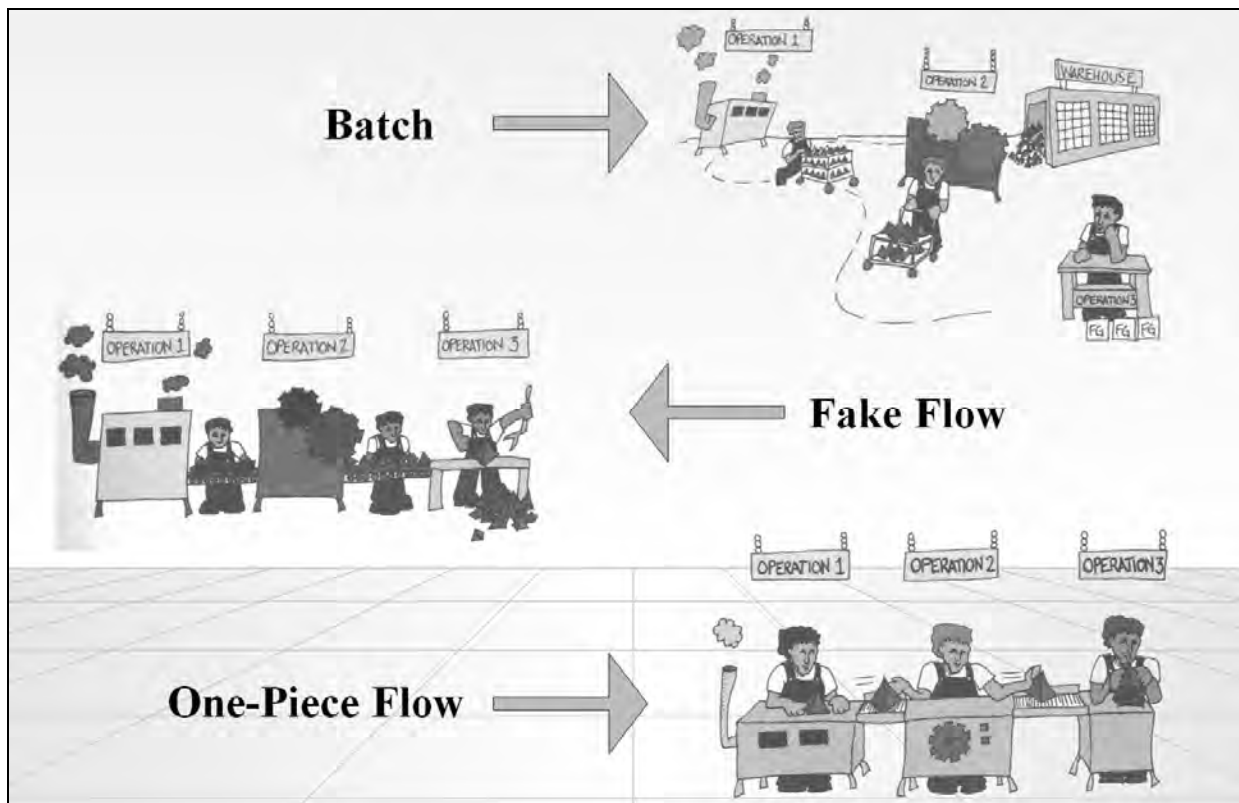 OPERATION 1
OPERATION 2
WAREHOUSE
Batch
OPERATION3
FG FG FG
OPERATION 1
OPERATION 2
OPERATION 3
Fake Flow
OPERATION 1
OPERATION 2
OPERATION3
One-Piece Flow